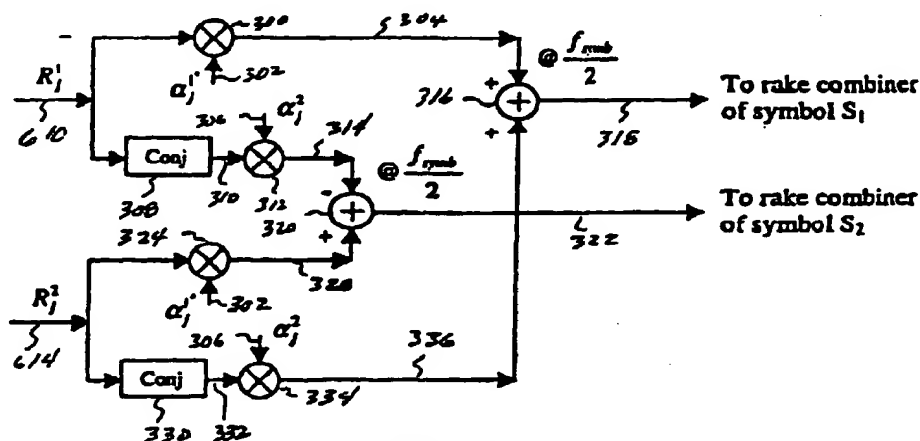 300
304
@ f_symb/2
R_j^1
α_j^1*
302
316
To rake combiner
of symbol S₁
610
306
α_j^2
314
318
Conj
310
@ f_symb/2
308
312
320
To rake combiner
of symbol S₂
324
322
R_j^2
α_j^1*
302
328
614
306
α_j^2
336
Conj
330
332
334